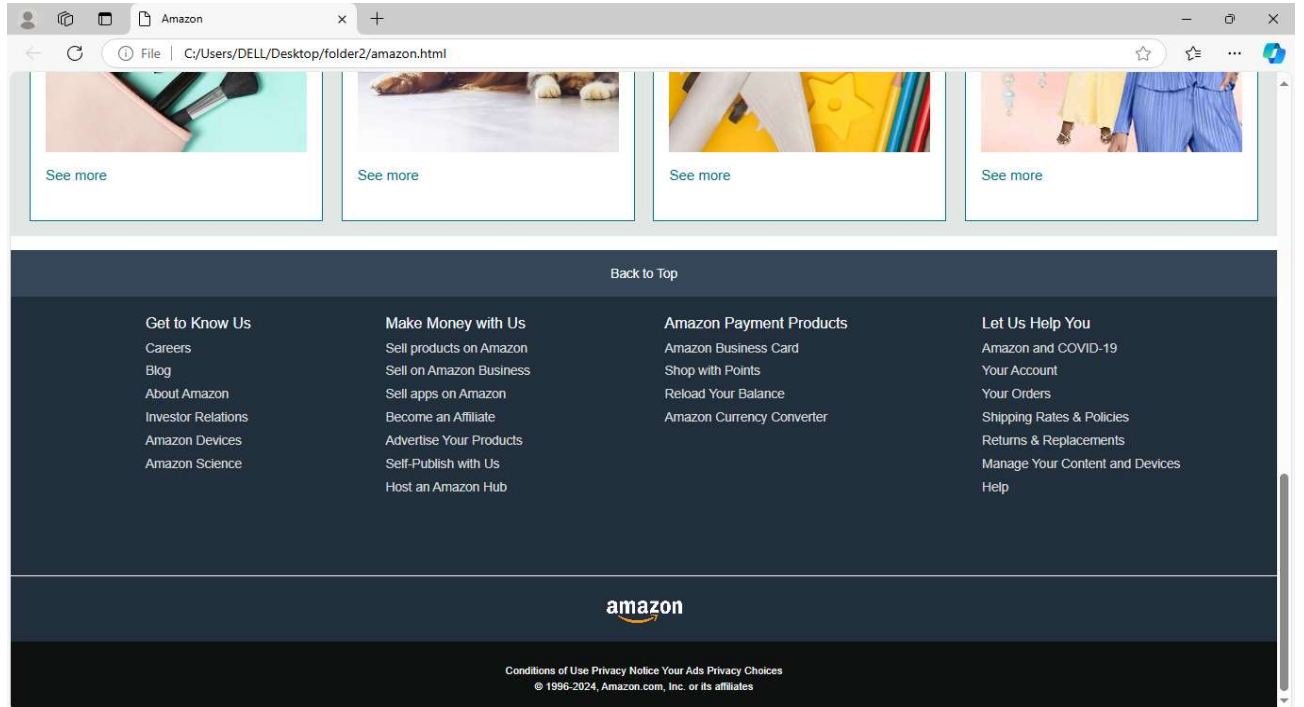 Amazon
File
C:/Users/DELL/Desktop/folder2/amazon.html
See more
See more
See more
See more
Back to Top
Get to Know Us
Careers
Blog
About Amazon
Investor Relations
Amazon Devices
Amazon Science
Make Money with Us
Sell products on Amazon
Sell on Amazon Business
Sell apps on Amazon
Become an Affiliate
Advertise Your Products
Self-Publish with Us
Host an Amazon Hub
Amazon Payment Products
Amazon Business Card
Shop with Points
Reload Your Balance
Amazon Currency Converter
Let Us Help You
Amazon and COVID-19
Your Account
Your Orders
Shipping Rates & Policies
Returns & Replacements
Manage Your Content and Devices
Help
amazon
Conditions of Use Privacy Notice Your Ads Privacy Choices
© 1996-2024, Amazon.com, Inc. or its affiliates